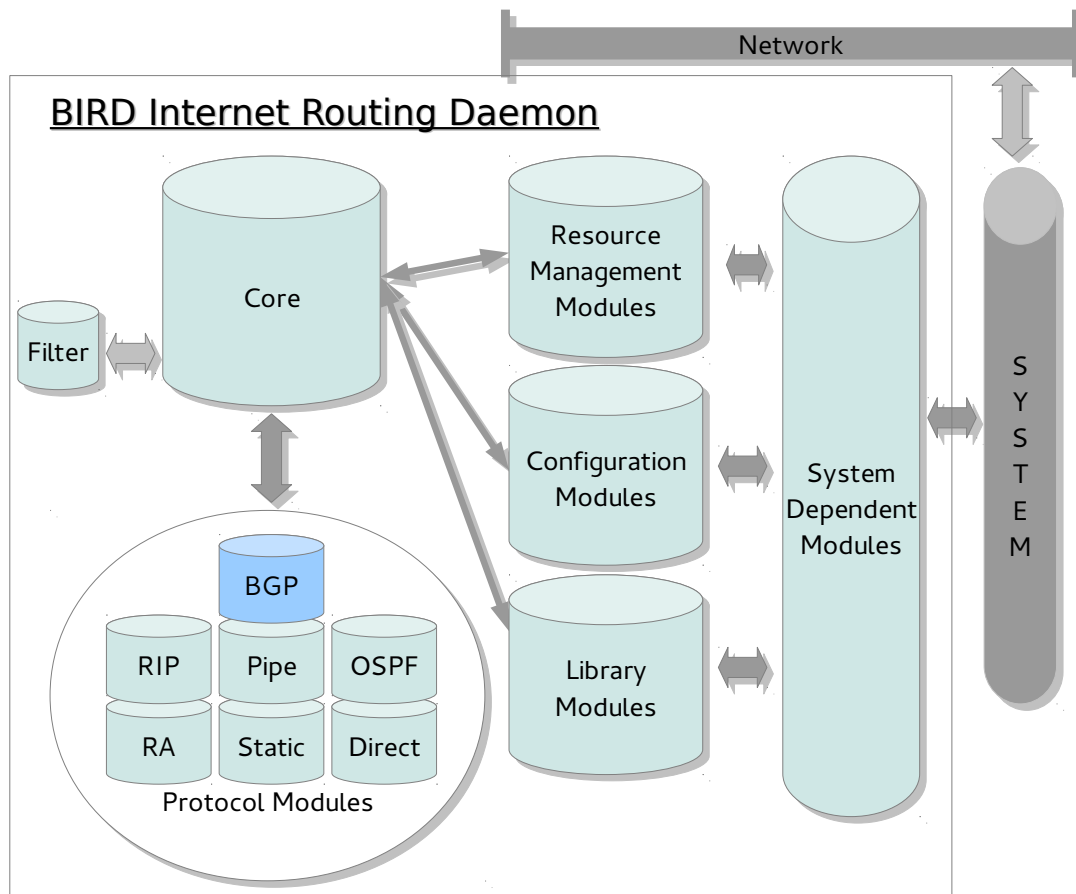 Network
BIRD Internet Routing Daemon
Core
Filter
Resource
Management
Modules
Configuration
Modules
Library
Modules
System
Dependent
Modules
S
Y
S
T
E
M
BGP
RIP
Pipe
OSPF
RA
Static
Direct
Protocol Modules